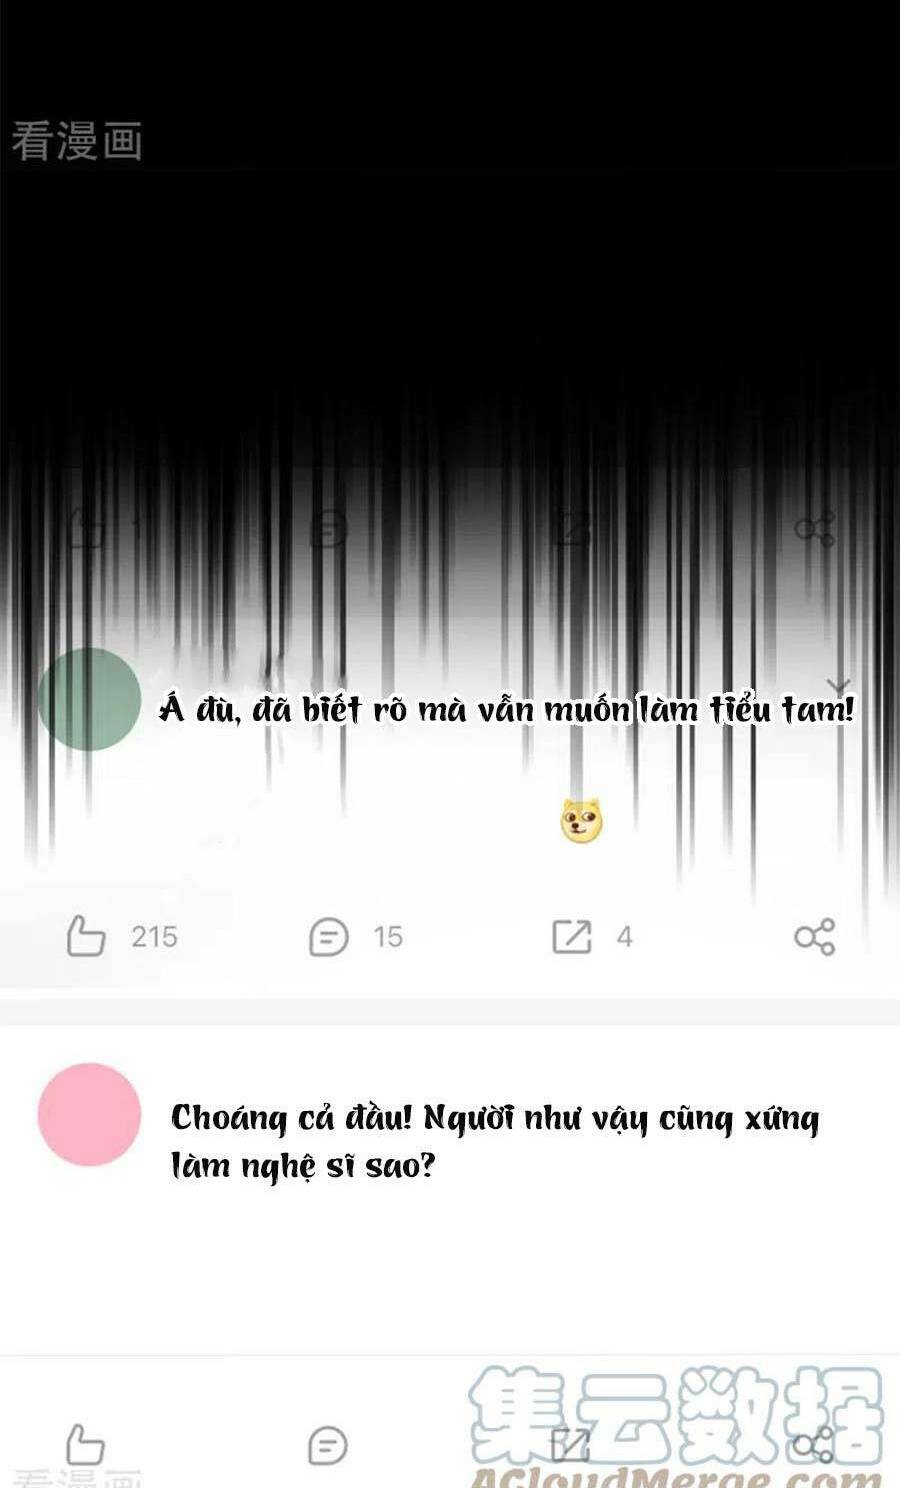 看漫画
Á đù, đã biết rõ mà vẫn muốn làm tiểu tam!
215 15 4
Choáng cả đầu! Người như vậy cũng xứng
làm nghệ sĩ sao?
集云数据
ACloudMerge.com
看漫画